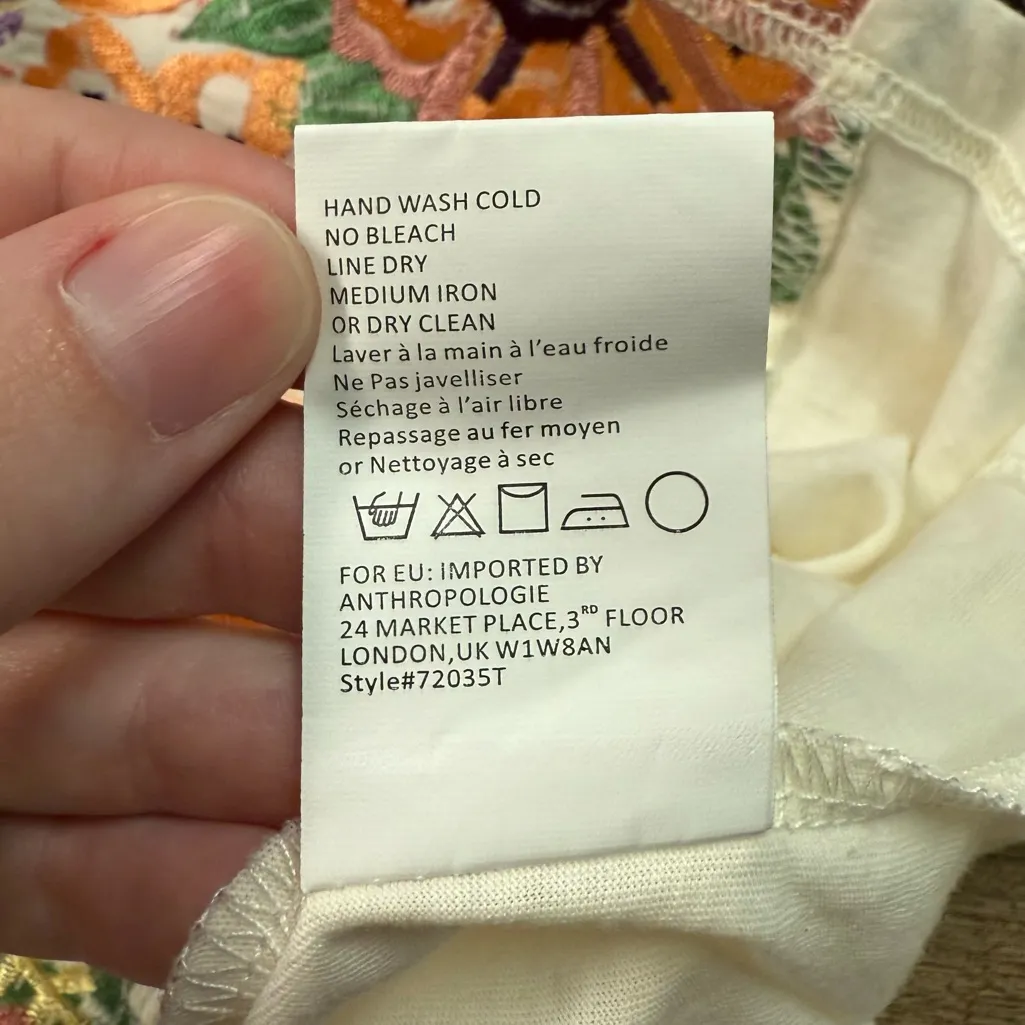 HAND WASH COLD
NO BLEACH
LINE DRY
MEDIUM IRON
OR DRY CLEAN
Laver à la main à l'eau froide
Ne Pas javelliser
Séchage à l'air libre
Repassage au fer moyen
or Nettoyage à sec
FOR EU: IMPORTED BY
ANTHROPOLOGIE
24 MARKET PLACE,3RD FLOOR
LONDON,UK W1W8AN
Style#72035T